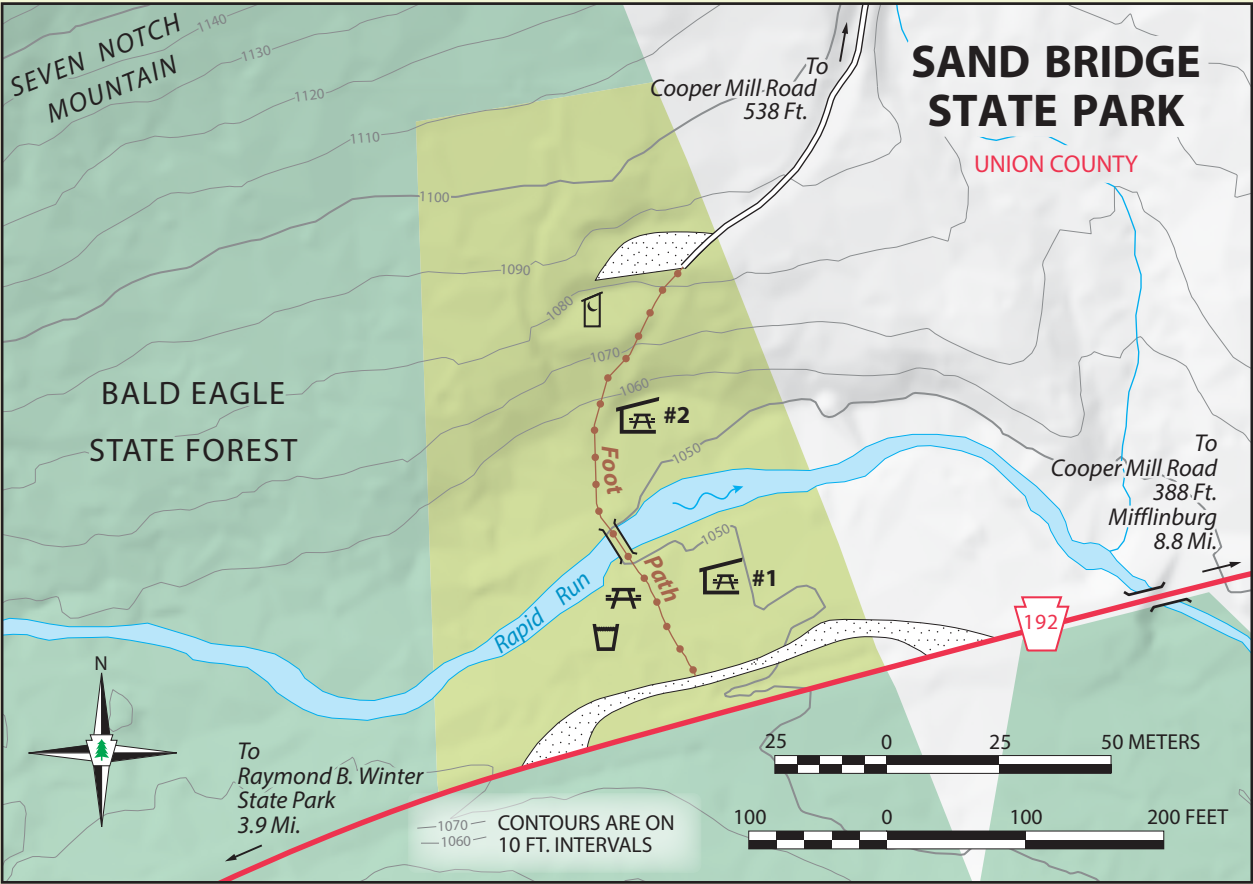 1140
SEVEN NOTCH
MOUNTAIN
1130
1120
1110
1100
1090
1080
1070
1060
To
Cooper Mill Road
538 Ft.
SAND BRIDGE
STATE PARK
UNION COUNTY
BALD EAGLE
STATE FOREST
#2
Foot
1050
To
Cooper Mill Road
388 Ft.
Mifflinburg
8.8 Mi.
1050
Path
#1
Rapid Run
192
N
To
Raymond B. Winter
State Park
3.9 Mi.
25 0 25 50 METERS
100 0 100 200 FEET
1070
1060
CONTOURS ARE ON
10 FT. INTERVALS